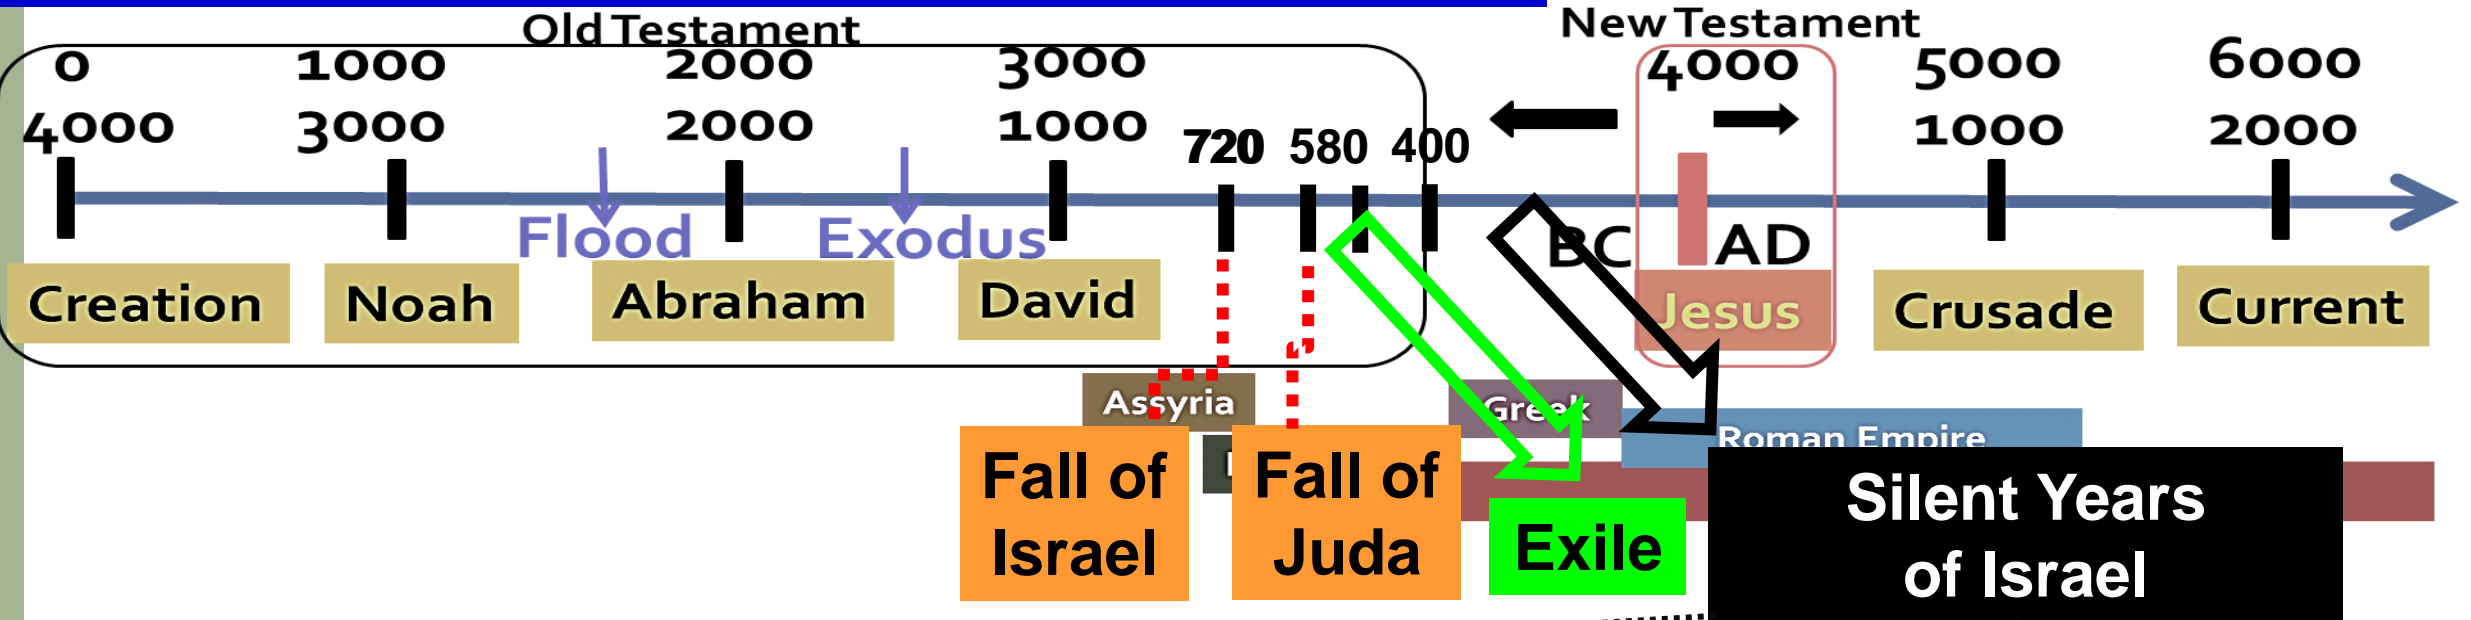 Old Testament
New Testament
0 1000 2000 3000 4000 5000 6000
4000 3000 2000 1000 720 580 400 1000 2000
Flood Exodus BC AD
Creation Noah Abraham David Jesus Crusade Current
Assyria Greek
Roman Empire
Fall of
Israel
Fall of
Juda
Exile
Silent Years
of Israel